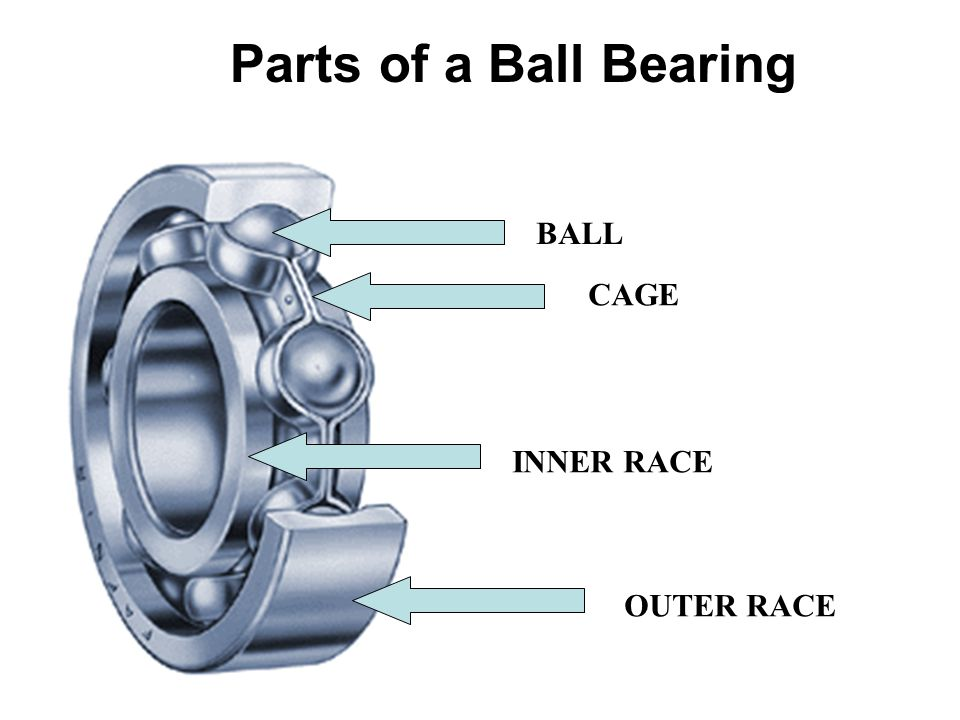 Parts of a Ball Bearing
BALL
CAGE
INNER RACE
OUTER RACE